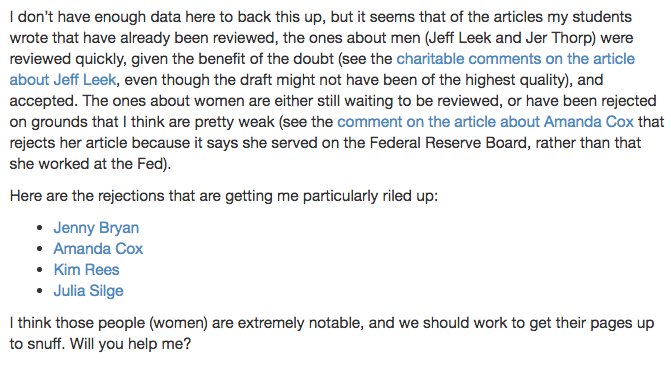 I don't have enough data here to back this up, but it seems that of the articles my students
wrote that have already been reviewed, the ones about men (Jeff Leek and Jer Thorp) were
reviewed quickly, given the benefit of the doubt (see the charitable comments on the article
about Jeff Leek, even though the draft might not have been of the highest quality), and
accepted. The ones about women are either still waiting to be reviewed, or have been rejected
on grounds that I think are pretty weak (see the comment on the article about Amanda Cox that
rejects her article because it says she served on the Federal Reserve Board, rather than that
she worked at the Fed).
Here are the rejections that are getting me particularly riled up:
• Jenny Bryan
• Amanda Cox
• Kim Rees
• Julia Silge
I think those people (women) are extremely notable, and we should work to get their pages up
to snuff. Will you help me?